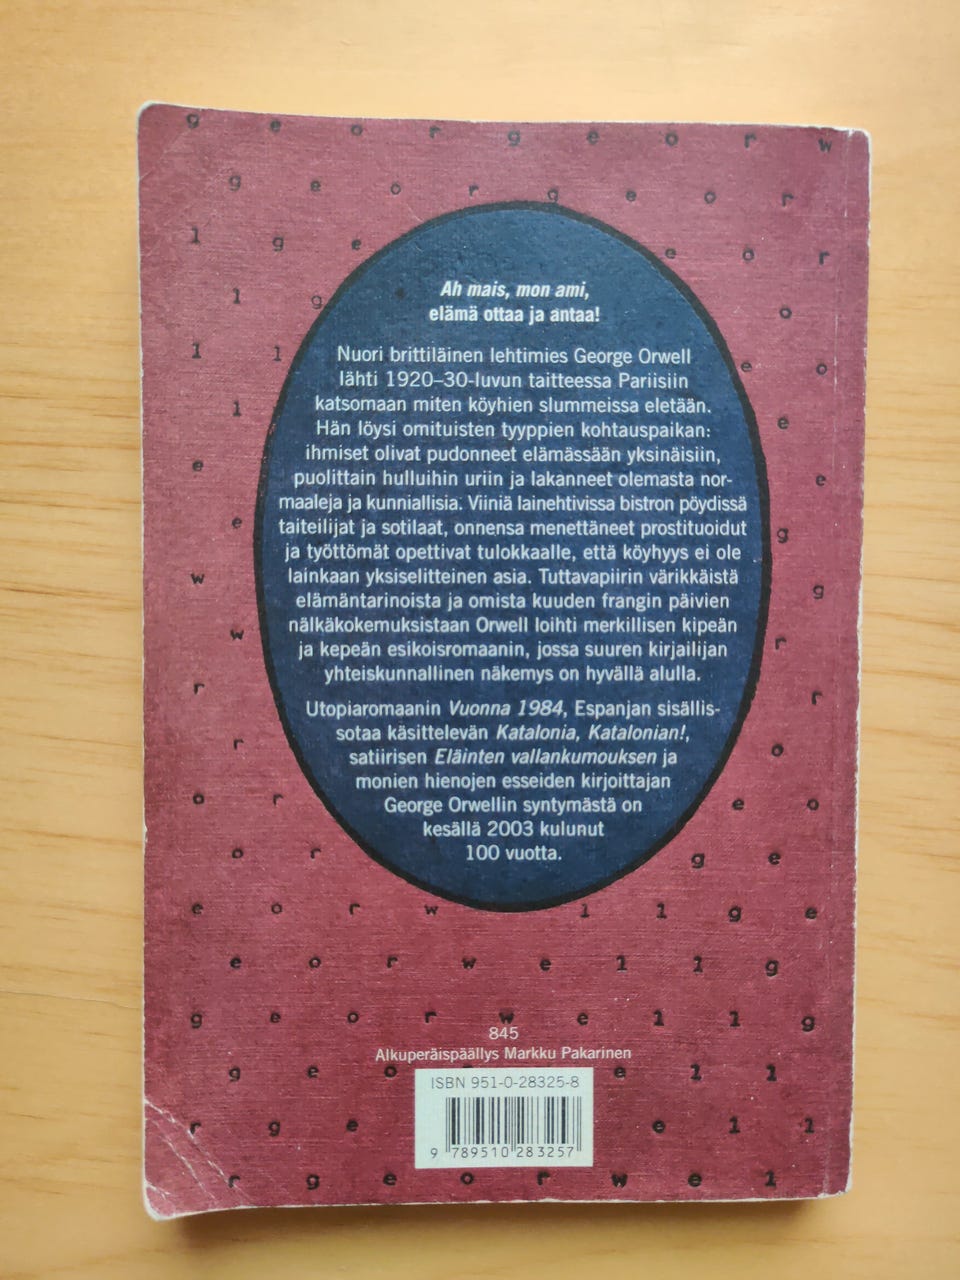 g e o r g e o r w
g e o r g e o r
l g e e o r
l g o
l l e o
l e
e e
e g
w g
w r
r r
r o
o r e o
o r g e
Ah mais, mon ami,
elämä ottaa ja antaa!
Nuori brittiläinen lehtimies George Orwell
lähti 1920–30-luvun taitteessa Pariisiin
katsomaan miten köyhien slummeissa eletään.
Hän löysi omituisten tyyppien kohtauspaikan:
ihmiset olivat pudonneet elämässään yksinäisiin,
puolittain hulluihin uriin ja lakanneet olemasta nor-
maaleja ja kunniallisia. Viiniä lainehtivissa bistron pöydissä
taiteilijat ja sotilaat, onnensa menettäneet prostituoidut
ja työttömät opettivat tulokkaalle, että köyhyys ei ole
lainkaan yksiselitteinen asia. Tuttavapiirin värikkäistä
elämäntarinoista ja omista kuuden frangin päivien
nälkäkokemuksistaan Orwell loihti merkillisen kipeän
ja kepeän esikoisromaanin, jossa suuren kirjailijan
yhteiskunnallinen näkemys on hyvällä alulla.
Utopiaromaanin Vuonna 1984, Espanjan sisällis-
sotaa käsittelevän Katalonia, Katalonian!,
satiirisen Eläinten vallankumouksen ja
monien hienojen esseiden kirjoittajan
George Orwellin syntymästä on
kesällä 2003 kulunut
100 vuotta.
e o r w l l g e
e o r w e l l g
g e o r w e l l g
845
Alkuperäispäällys Markku Pakarinen
g e o e l l
ISBN 951-0-28325-8
r g e e l l
9 789510 283257
r g e o r w e l